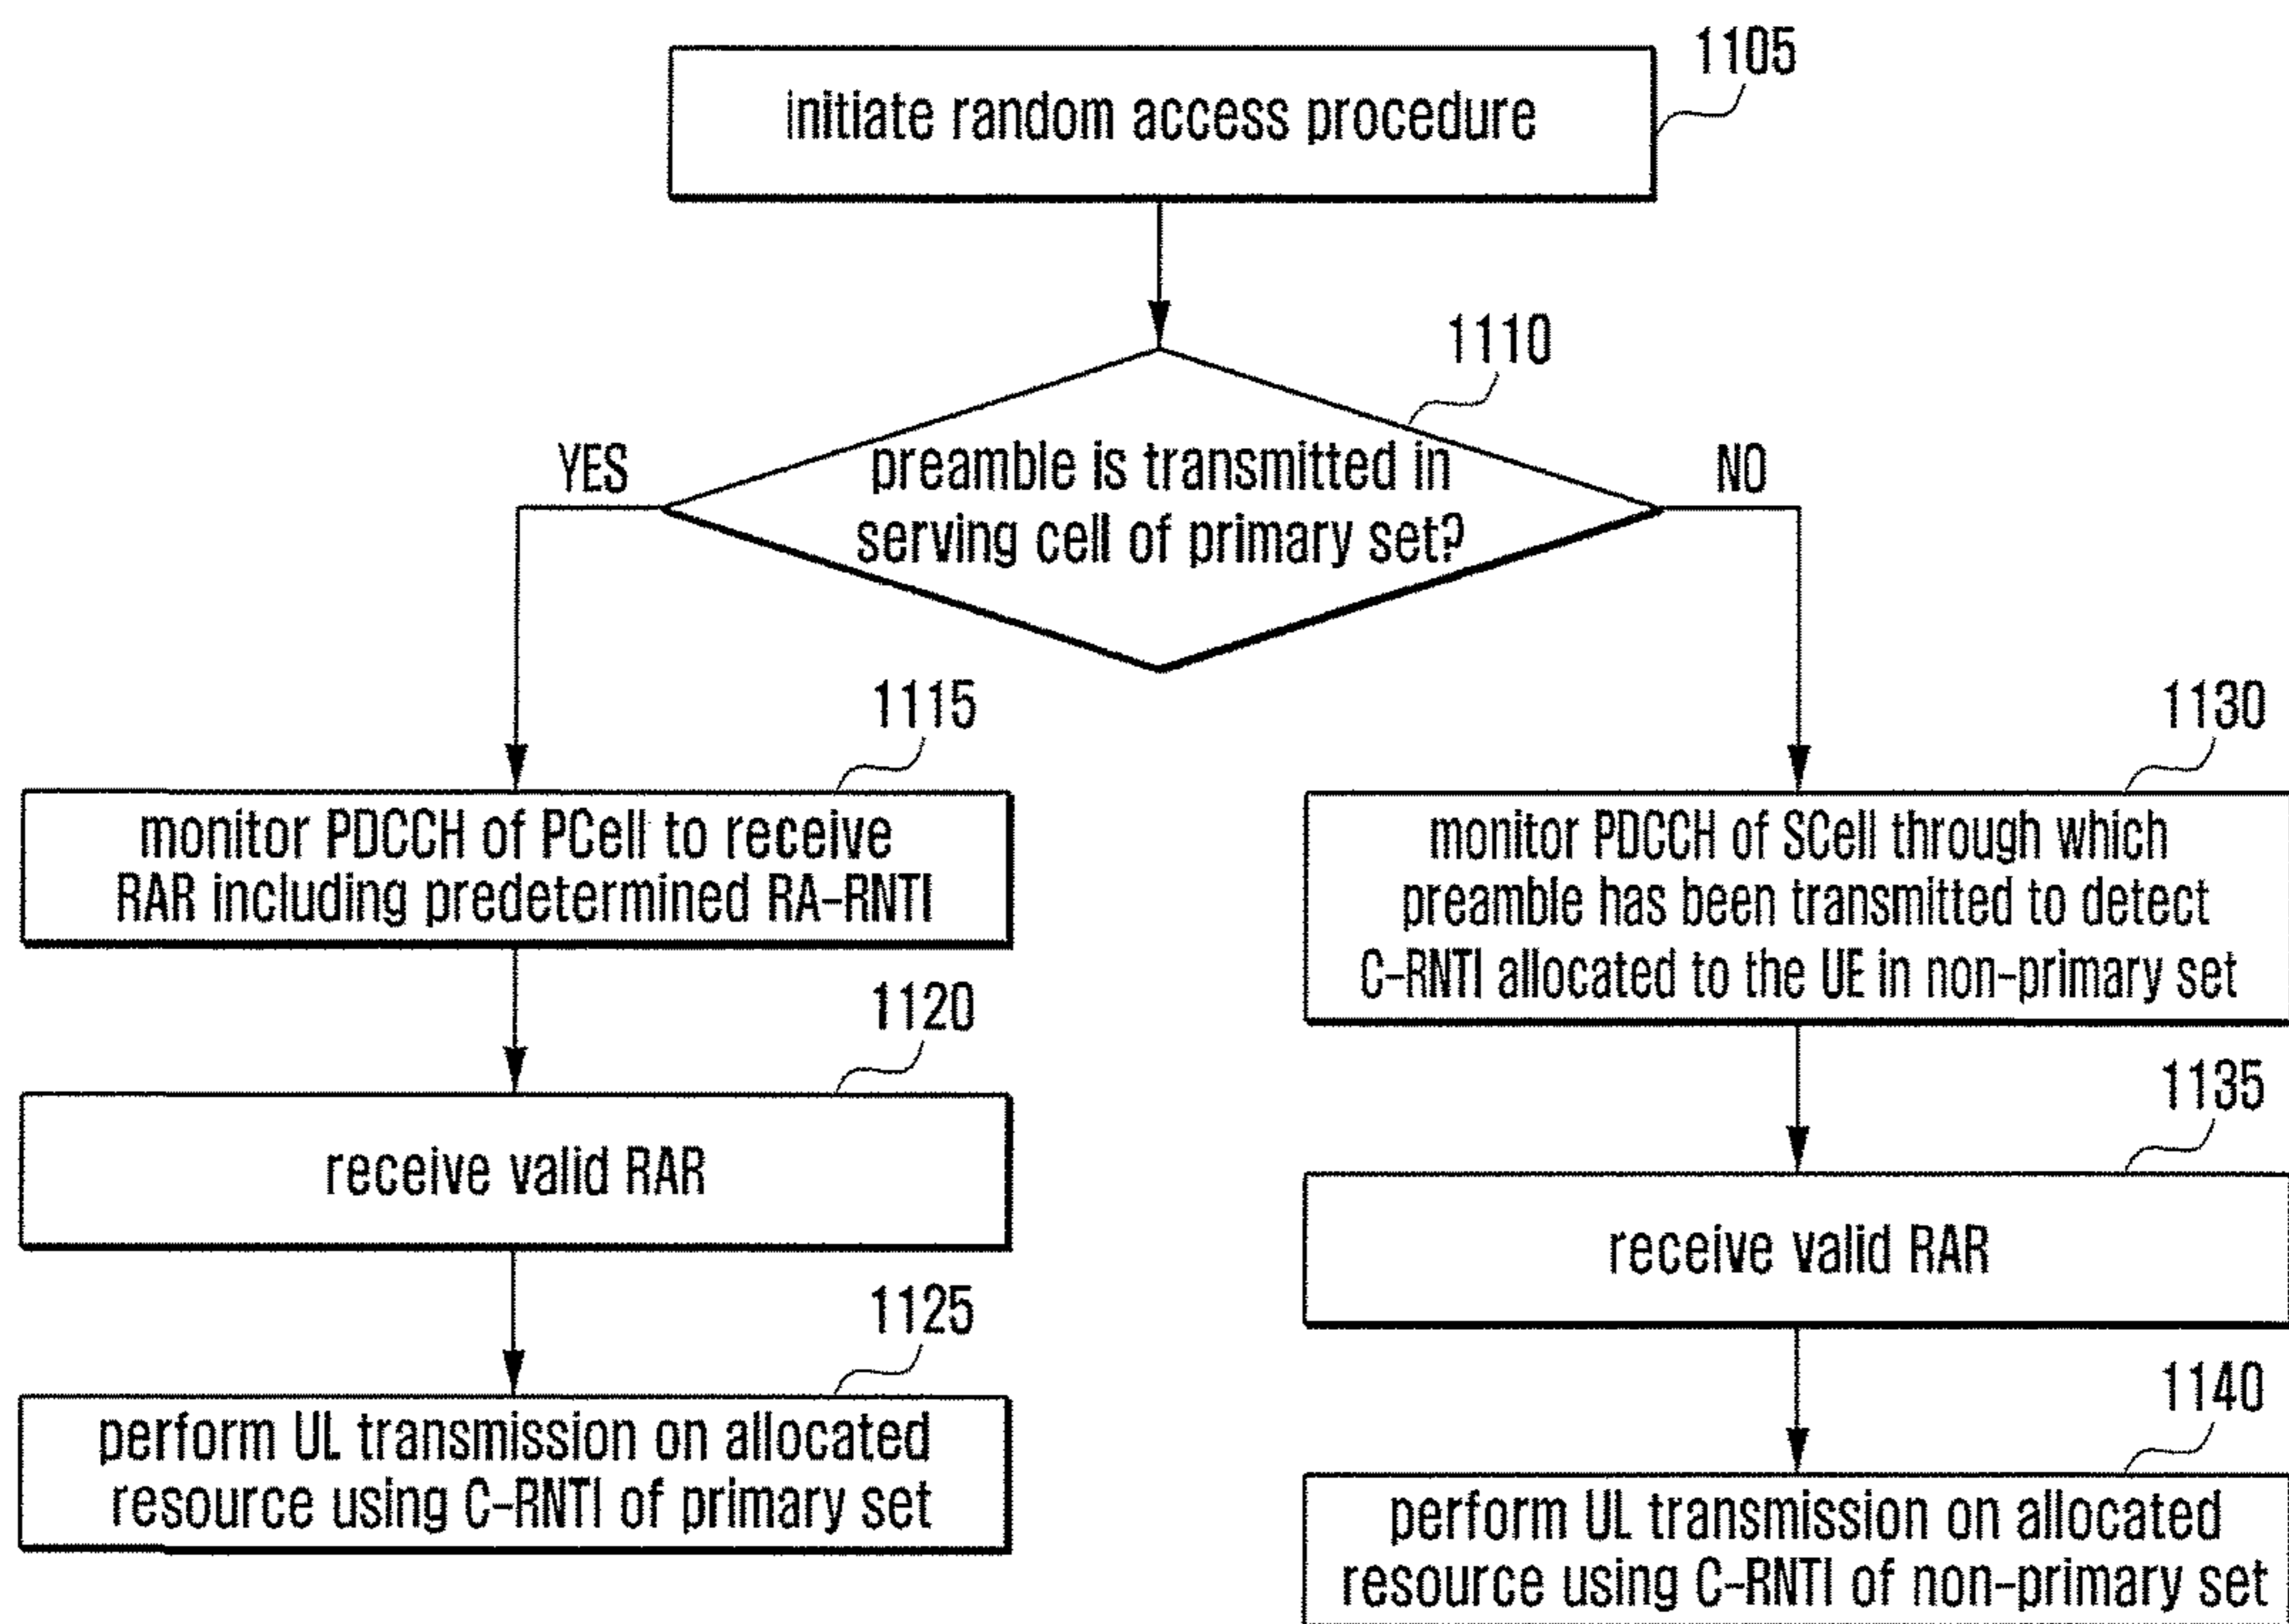 1105
initiate random access procedure
1110
YES
preamble is transmitted in
serving cell of primary set?
NO
1115
monitor PDCCH of PCell to receive
RAR including predetermined RA-RNTI
1130
monitor PDCCH of SCell through which
preamble has been transmitted to detect
C-RNTI allocated to the UE in non-primary set
1120
receive valid RAR
1135
receive valid RAR
1125
perform UL transmission on allocated
resource using C-RNTI of primary set
1140
perform UL transmission on allocated
resource using C-RNTI of non-primary set